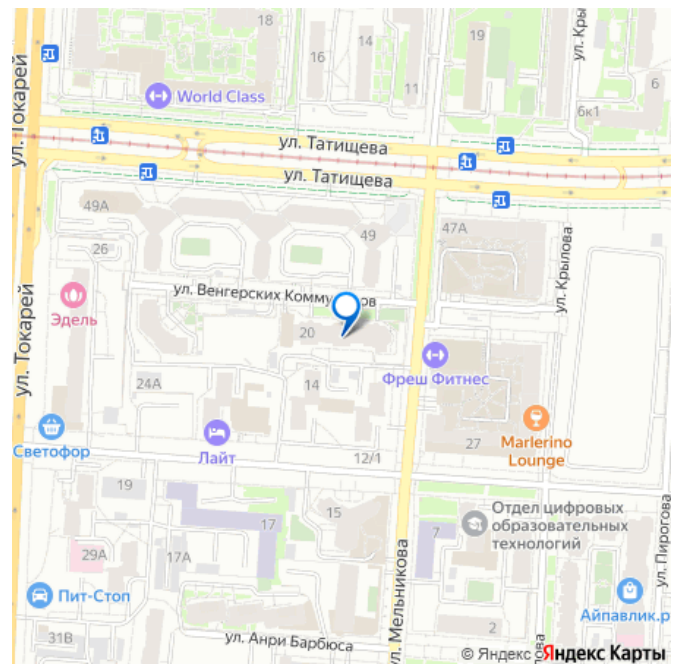 18
19
ул. Крылова
ул. Токарей
16
14
11
6
6к1
World Class
ул. Татищева
ул. Татищева
49А
49
47А
26
ул. Венгерских Комму
ов
ул. Крылова
Эдель
20
ул. Токарей
24А
14
Фреш Фитнес
Светофор
Лайт
12/1
27
Marlerino
Lounge
19
15
17
7
Отдел цифровых
образовательных
технологий
ул. Пирогова
29А
17А
Пит-Стоп
ул. Мельникова
Айпавлик.р
31В
ул. Анри Барбюса
2
ова
© Яндекс Яндекс Карты